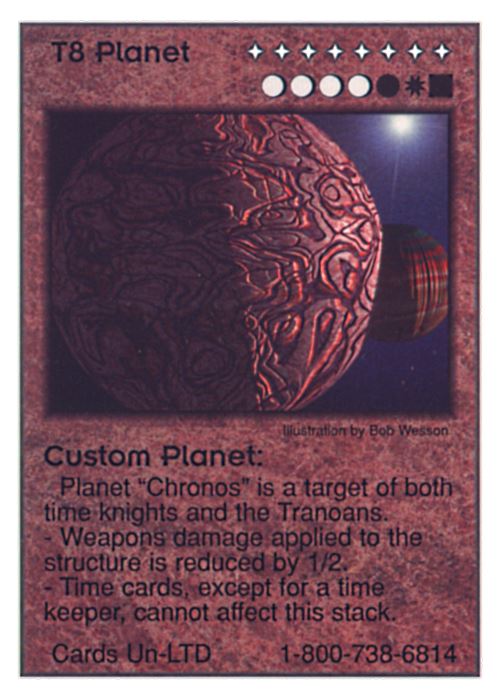 T8 Planet
Illustration by Bob Wesson
Custom Planet:
Planet “Chronos” is a target of both
time knights and the Tranoans.
- Weapons damage applied to the
structure is reduced by 1/2.
- Time cards, except for a time
keeper, cannot affect this stack.
Cards Un-LTD 1-800-738-6814